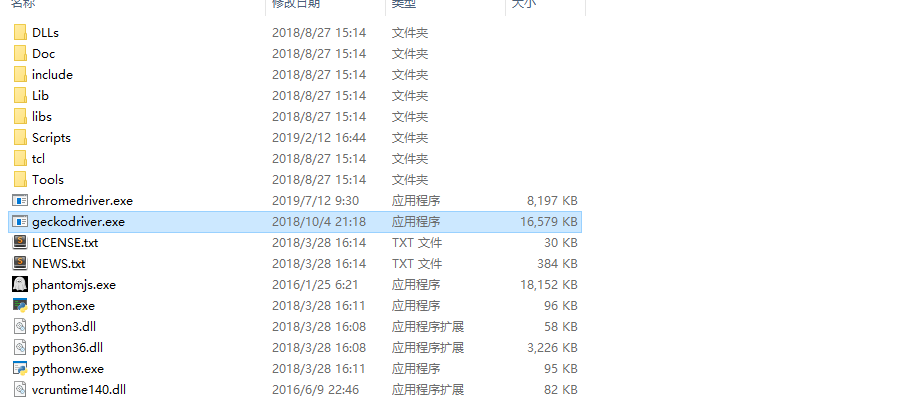 名称 修改日期 类型 大小
DLLs 2018/8/27 15:14 文件夹
Doc 2018/8/27 15:14 文件夹
include 2018/8/27 15:14 文件夹
Lib 2018/8/27 15:14 文件夹
libs 2018/8/27 15:14 文件夹
Scripts 2019/2/12 16:44 文件夹
tcl 2018/8/27 15:14 文件夹
Tools 2018/8/27 15:14 文件夹
chromedriver.exe 2019/7/12 9:30 应用程序 8,197 KB
geckodriver.exe 2018/10/4 21:18 应用程序 16,579 KB
LICENSE.txt 2018/3/28 16:14 TXT 文件 30 KB
NEWS.txt 2018/3/28 16:14 TXT 文件 384 KB
phantomjs.exe 2016/1/25 6:21 应用程序 18,152 KB
python.exe 2018/3/28 16:11 应用程序 96 KB
python3.dll 2018/3/28 16:08 应用程序扩展 58 KB
python36.dll 2018/3/28 16:08 应用程序扩展 3,226 KB
pythonw.exe 2018/3/28 16:11 应用程序 95 KB
vcruntime140.dll 2016/6/9 22:46 应用程序扩展 82 KB